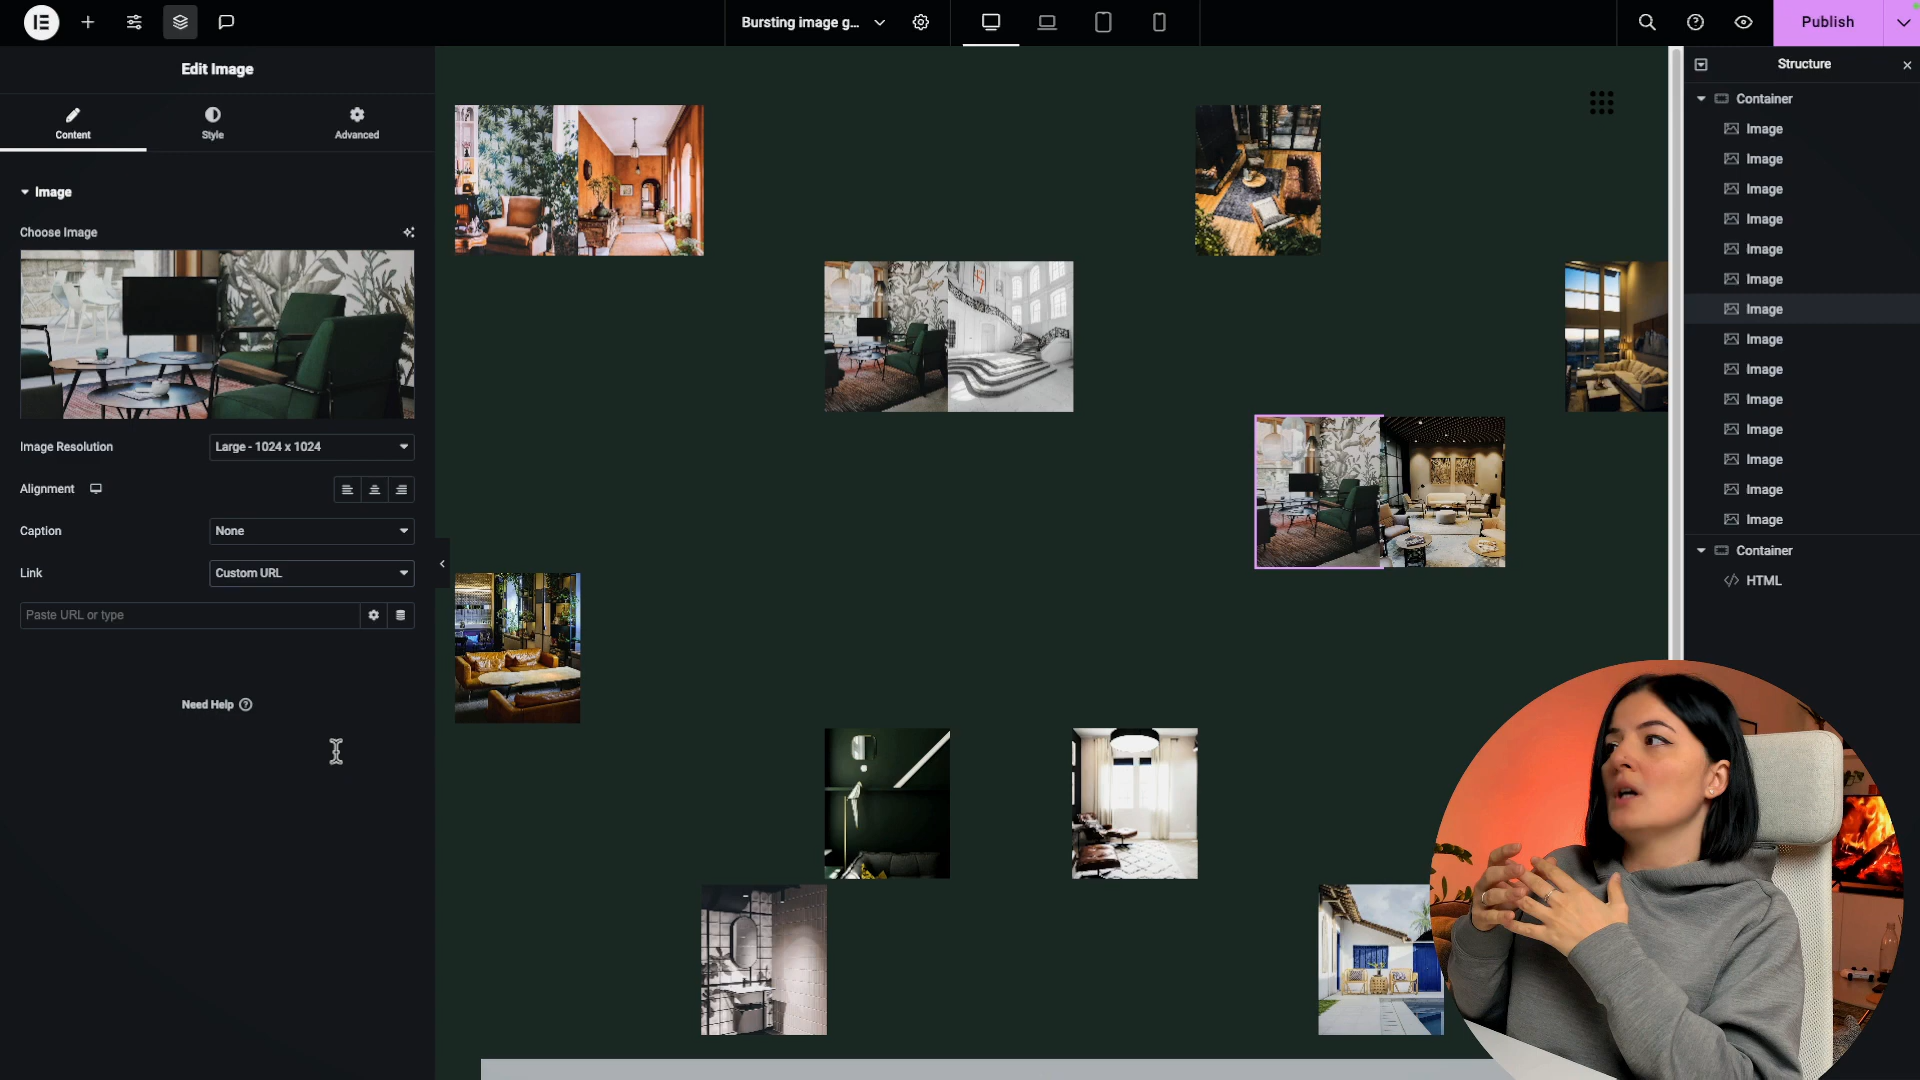 Bursting image g...
Publish
Edit Image
Content
Style
Advanced
Image
Choose Image
Image Resolution
Large - 1024 x 1024
Alignment
Caption
None
Link
Custom URL
Paste URL or type
Need Help
Structure
Container
Image
Image
Image
Image
Image
Image
Image
Image
Image
Image
Image
Image
Image
Image
Container
HTML